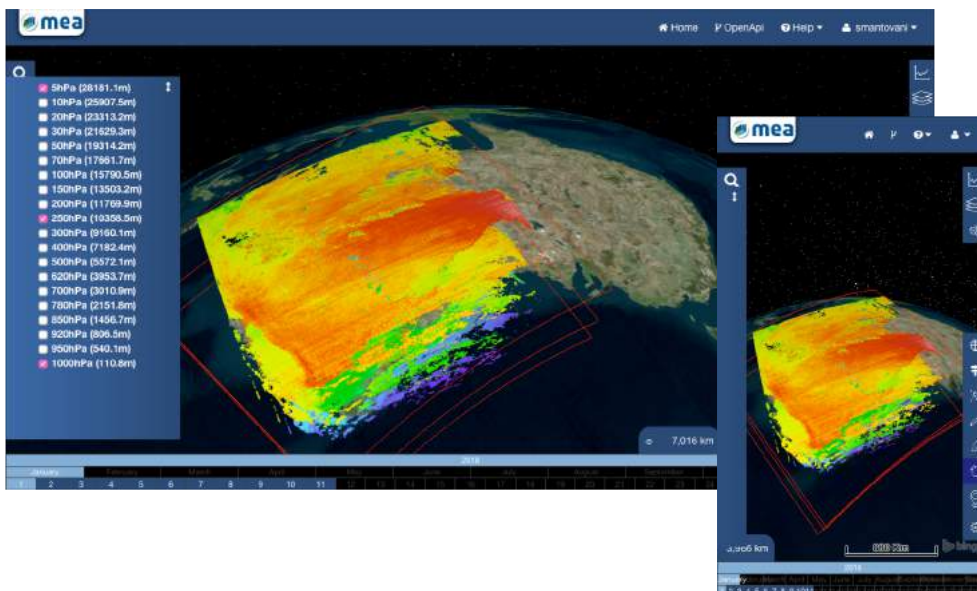 mea
Home OpenApi Help smantovani
5hPa (28181.1m)
10hPa (25907.5m)
20hPa (23313.2m)
30hPa (21629.3m)
50hPa (19314.2m)
70hPa (17661.7m)
100hPa (15790.5m)
150hPa (13503.2m)
200hPa (11769.9m)
250hPa (10356.5m)
300hPa (9160.1m)
400hPa (7182.4m)
500hPa (5572.1m)
620hPa (3953.7m)
700hPa (3010.9m)
780hPa (2151.8m)
850hPa (1456.7m)
920hPa (806.5m)
950hPa (540.1m)
1000hPa (110.8m)
7,016 km
January February March April May June July August September
1 2 3 4 5 6 7 8 9 10 11 12 13 14 15 16 17 18 19 20 21 22 23 24
mea
bing